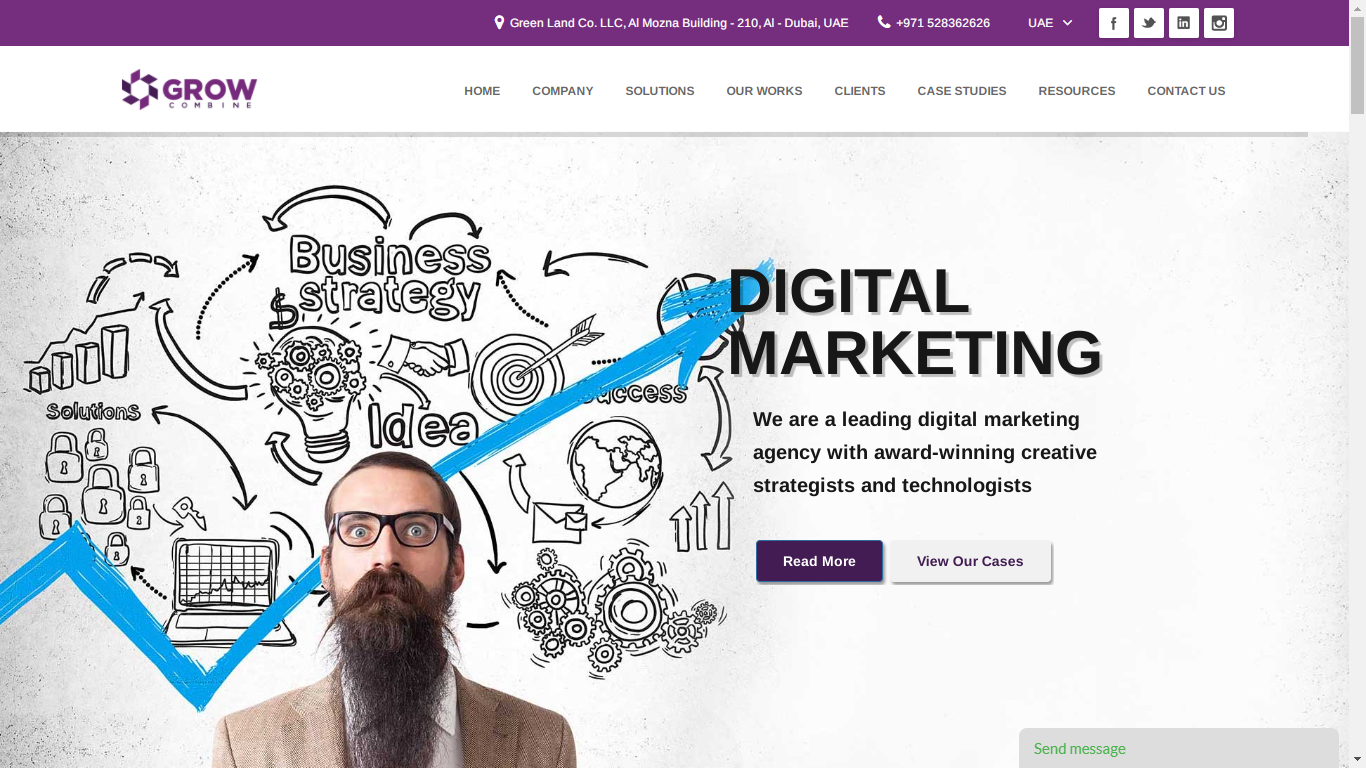 Green Land Co. LLC, Al Mozna Building - 210, Al - Dubai, UAE
+971 528362626
UAE
GROW
COMBINE
HOME
COMPANY
SOLUTIONS
OUR WORKS
CLIENTS
CASE STUDIES
RESOURCES
CONTACT US
Business
strategy
$
Solutions
Idea
Success
DIGITAL
MARKETING
We are a leading digital marketing
agency with award-winning creative
strategists and technologists
Read More
View Our Cases
Send message